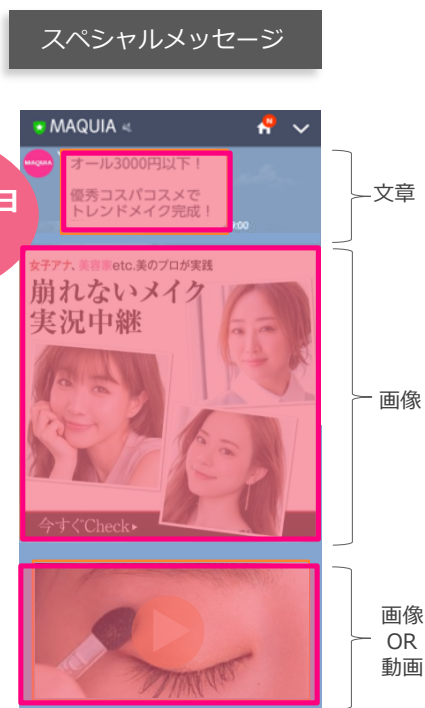 スペシャルメッセージ
MAQUIA
N
MAQUIA
オール3000円以下！
優秀コスパコスメで
トレンドメイク完成！
:00
日
文章
女子アナ、美容家etc.美のプロが実践
崩れないメイク
実況中継
今すぐCheck▸
画像
画像
OR
動画